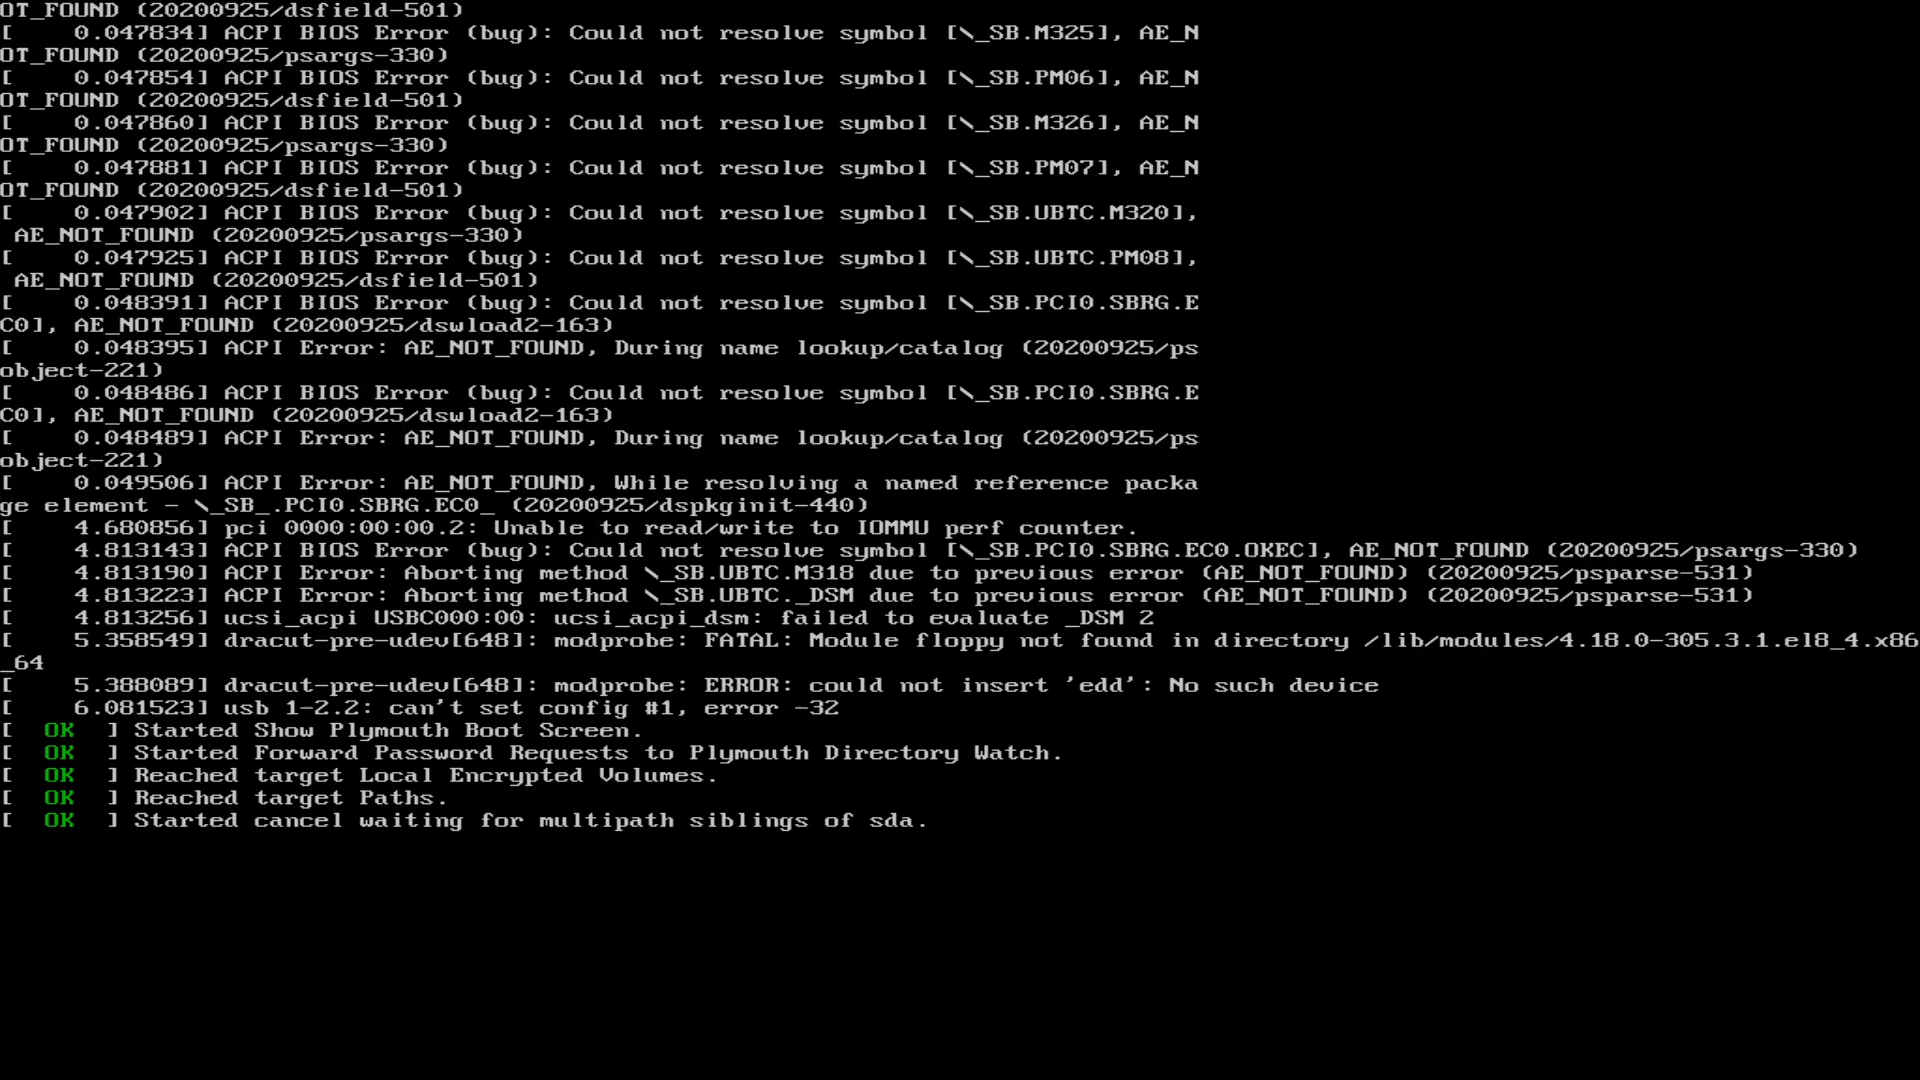 OT_FOUND (20200925/dsfield-501)
[    0.047834] ACPI BIOS Error (bug): Could not resolve symbol [\_SB.M325], AE_N
OT_FOUND (20200925/psargs-330)
[    0.047854] ACPI BIOS Error (bug): Could not resolve symbol [\_SB.PM06], AE_N
OT_FOUND (20200925/dsfield-501)
[    0.047860] ACPI BIOS Error (bug): Could not resolve symbol [\_SB.M326], AE_N
OT_FOUND (20200925/psargs-330)
[    0.047881] ACPI BIOS Error (bug): Could not resolve symbol [\_SB.PM07], AE_N
OT_FOUND (20200925/dsfield-501)
[    0.047902] ACPI BIOS Error (bug): Could not resolve symbol [\_SB.UBTC.M320],
 AE_NOT_FOUND (20200925/psargs-330)
[    0.047925] ACPI BIOS Error (bug): Could not resolve symbol [\_SB.UBTC.PM08],
 AE_NOT_FOUND (20200925/dsfield-501)
[    0.048391] ACPI BIOS Error (bug): Could not resolve symbol [\_SB.PCI0.SBRG.E
C0], AE_NOT_FOUND (20200925/dswload2-163)
[    0.048395] ACPI Error: AE_NOT_FOUND, During name lookup/catalog (20200925/ps
object-221)
[    0.048486] ACPI BIOS Error (bug): Could not resolve symbol [\_SB.PCI0.SBRG.E
C0], AE_NOT_FOUND (20200925/dswload2-163)
[    0.048489] ACPI Error: AE_NOT_FOUND, During name lookup/catalog (20200925/ps
object-221)
[    0.049506] ACPI Error: AE_NOT_FOUND, While resolving a named reference packa
ge element - \_SB_.PCI0.SBRG.EC0_ (20200925/dspkginit-440)
[    4.680856] pci 0000:00:00.2: Unable to read/write to IOMMU perf counter.
[    4.813143] ACPI BIOS Error (bug): Could not resolve symbol [\_SB.PCI0.SBRG.EC0.OKEC], AE_NOT_FOUND (20200925/psargs-330)
[    4.813190] ACPI Error: Aborting method \_SB.UBTC.M318 due to previous error (AE_NOT_FOUND) (20200925/psparse-531)
[    4.813223] ACPI Error: Aborting method \_SB.UBTC._DSM due to previous error (AE_NOT_FOUND) (20200925/psparse-531)
[    4.813256] ucsi_acpi USBC000:00: ucsi_acpi_dsm: failed to evaluate _DSM 2
[    5.358549] dracut-pre-udev[648]: modprobe: FATAL: Module floppy not found in directory /lib/modules/4.18.0-305.3.1.el8_4.x86
_64
[    5.388089] dracut-pre-udev[648]: modprobe: ERROR: could not insert 'edd': No such device
[    6.081523] usb 1-2.2: can't set config #1, error -32
[  OK  ] Started Show Plymouth Boot Screen.
[  OK  ] Started Forward Password Requests to Plymouth Directory Watch.
[  OK  ] Reached target Local Encrypted Volumes.
[  OK  ] Reached target Paths.
[  OK  ] Started cancel waiting for multipath siblings of sda.